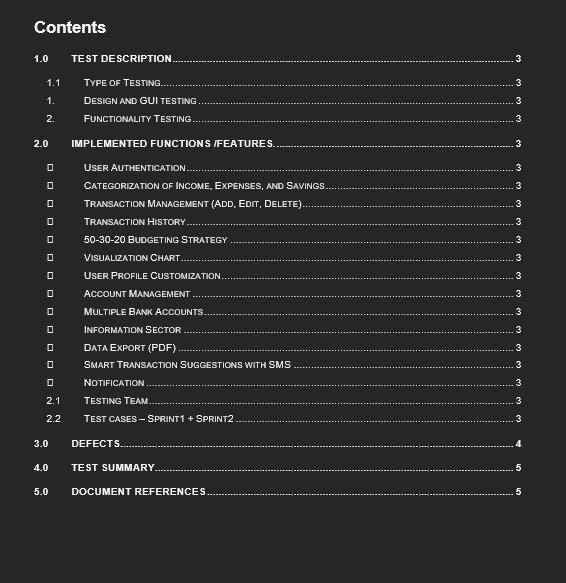 Contents
1.0 TEST DESCRIPTION 3
1.1 Type of Testing 3
1. Design and GUI testing 3
2. Functionality Testing 3
2.0 IMPLEMENTED FUNCTIONS /FEATURES. 3
 User Authentication 3
 Categorization of Income, Expenses, and Savings 3
 Transaction Management (Add, Edit, Delete) 3
 Transaction History 3
 50-30-20 Budgeting Strategy 3
 Visualization Chart 3
 User Profile Customization 3
 Account Management 3
 Multiple Bank Accounts 3
 Information Sector 3
 Data Export (PDF) 3
 Smart Transaction Suggestions with SMS 3
 Notification 3
2.1 Testing Team 3
2.2 Test cases – Sprint1 + Sprint2 3
3.0 DEFECTS 4
4.0 TEST SUMMARY 5
5.0 DOCUMENT REFERENCES 5